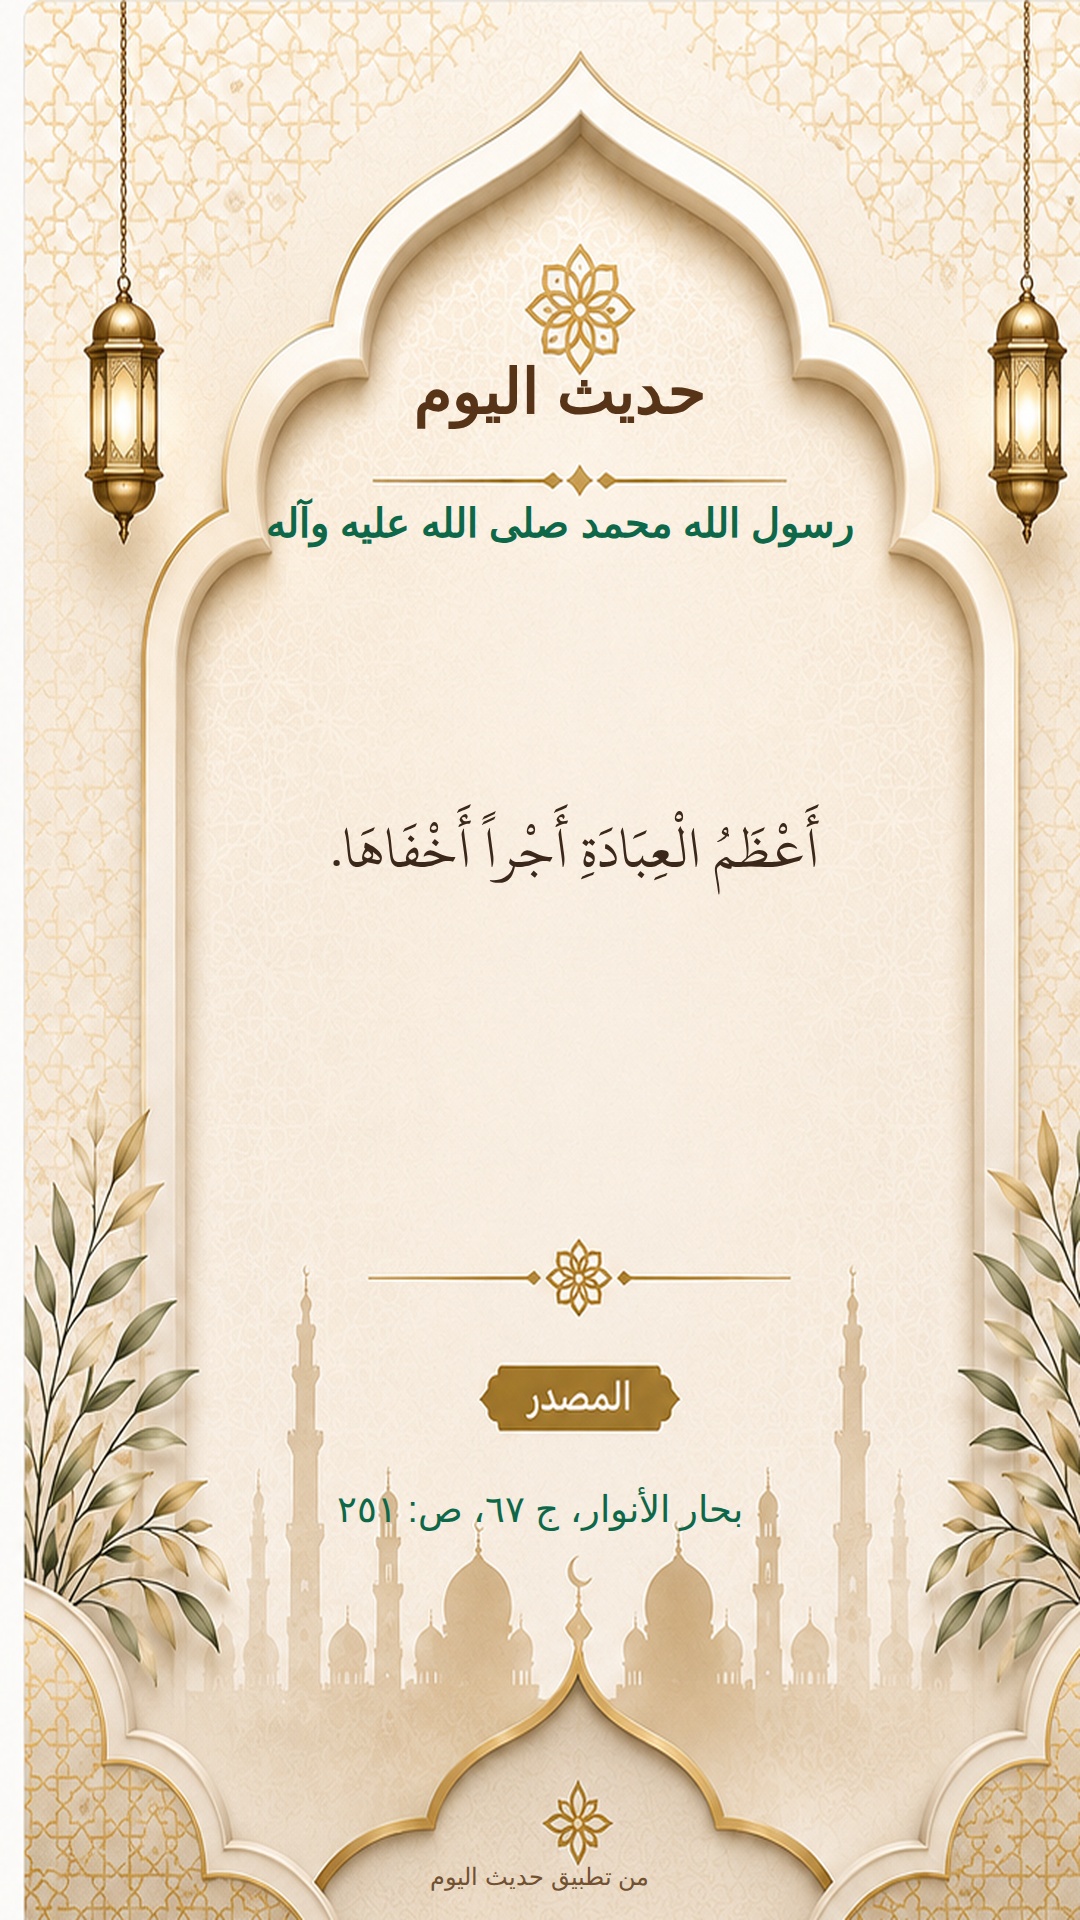 حديث اليوم
رسول الله محمد صلى الله عليه وآله
أَعْظَمُ الْعِبَادَةِ أَجْراً أَخْفَاهَا.
المصدر
بحار الأنوار، ج ٦٧، ص: ٢٥١
من تطبيق حديث اليوم